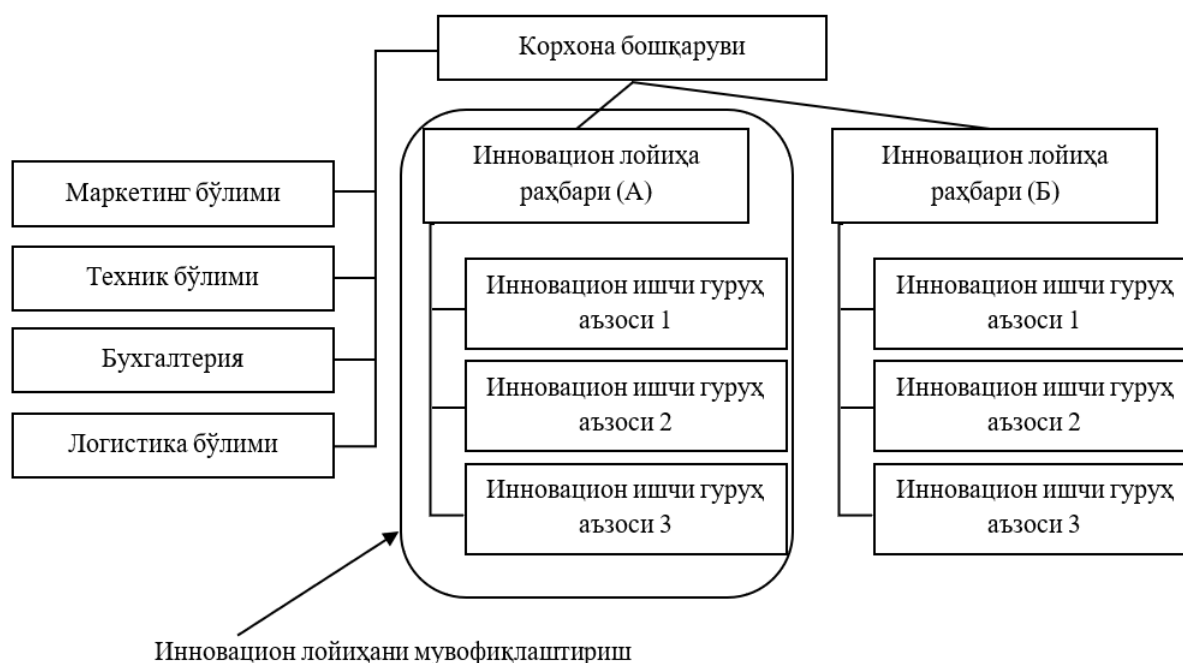 Корхона бошқаруви
Маркетинг бўлими
Техник бўлими
Бухгалтерия
Логистика бўлими
Инновацион лойиҳа
раҳбари (А)
Инновацион ишчи гуруҳ
аъзоси 1
Инновацион ишчи гуруҳ
аъзоси 2
Инновацион ишчи гуруҳ
аъзоси 3
Инновацион лойиҳа
раҳбари (Б)
Инновацион ишчи гуруҳ
аъзоси 1
Инновацион ишчи гуруҳ
аъзоси 2
Инновацион ишчи гуруҳ
аъзоси 3
Инновацион лойиҳани мувофиқлаштириш